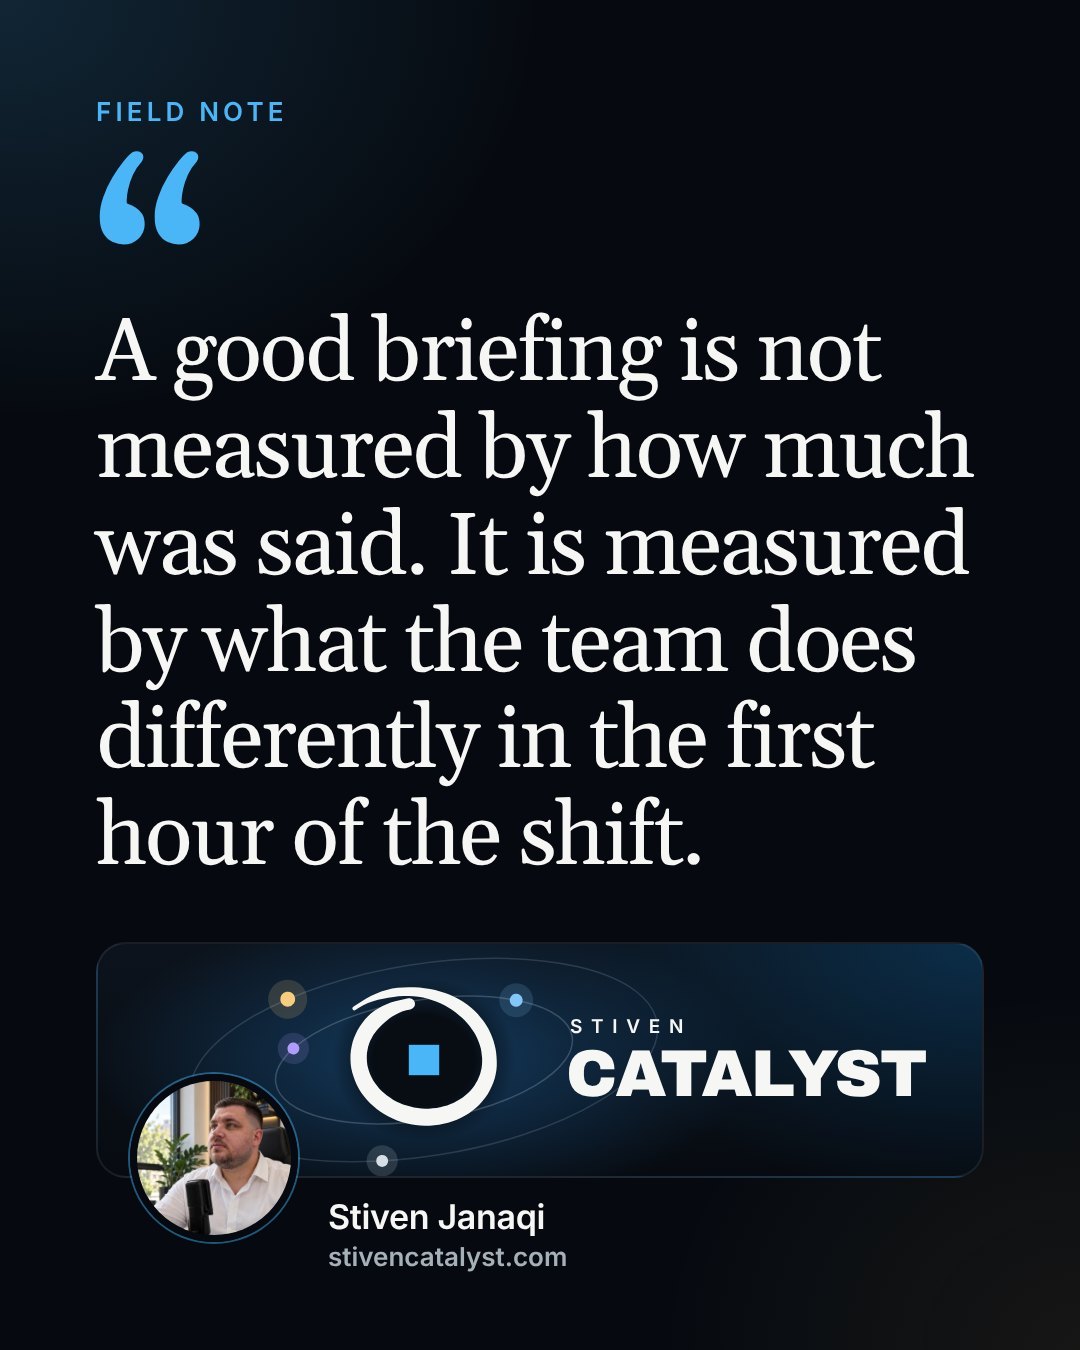 FIELD NOTE
“
A good briefing is not
measured by how much
was said. It is measured
by what the team does
differently in the first
hour of the shift.
STIVEN
CATALYST
Stiven Janaqi
stivencatalyst.com